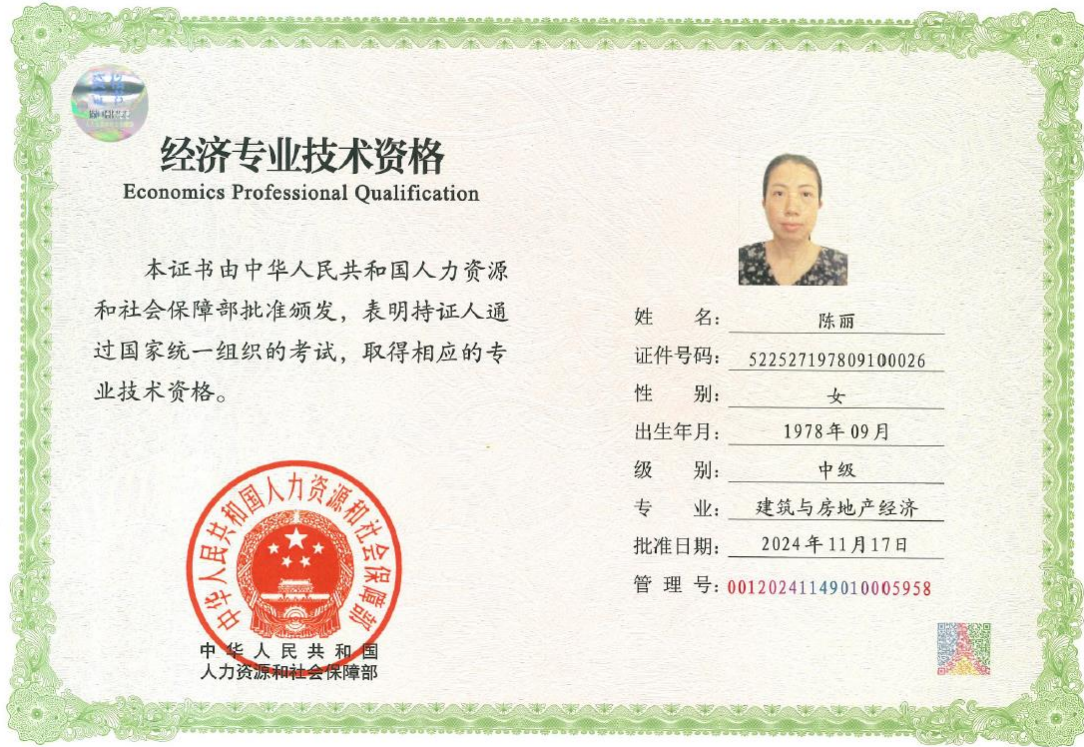 经济专业技术资格
Economics Professional Qualification
本证书由中华人民共和国人力资源
和社会保障部批准颁发，表明持证人通
过国家统一组织的考试，取得相应的专
业技术资格。
中华人民共和国人力资源和社会保障部
中华人民共和国
人力资源和社会保障部
姓名：陈丽
证件号码：522527197809100026
性别：女
出生年月：1978年09月
级别：中级
专业：建筑与房地产经济
批准日期：2024年11月17日
管理号：00120241149010005958